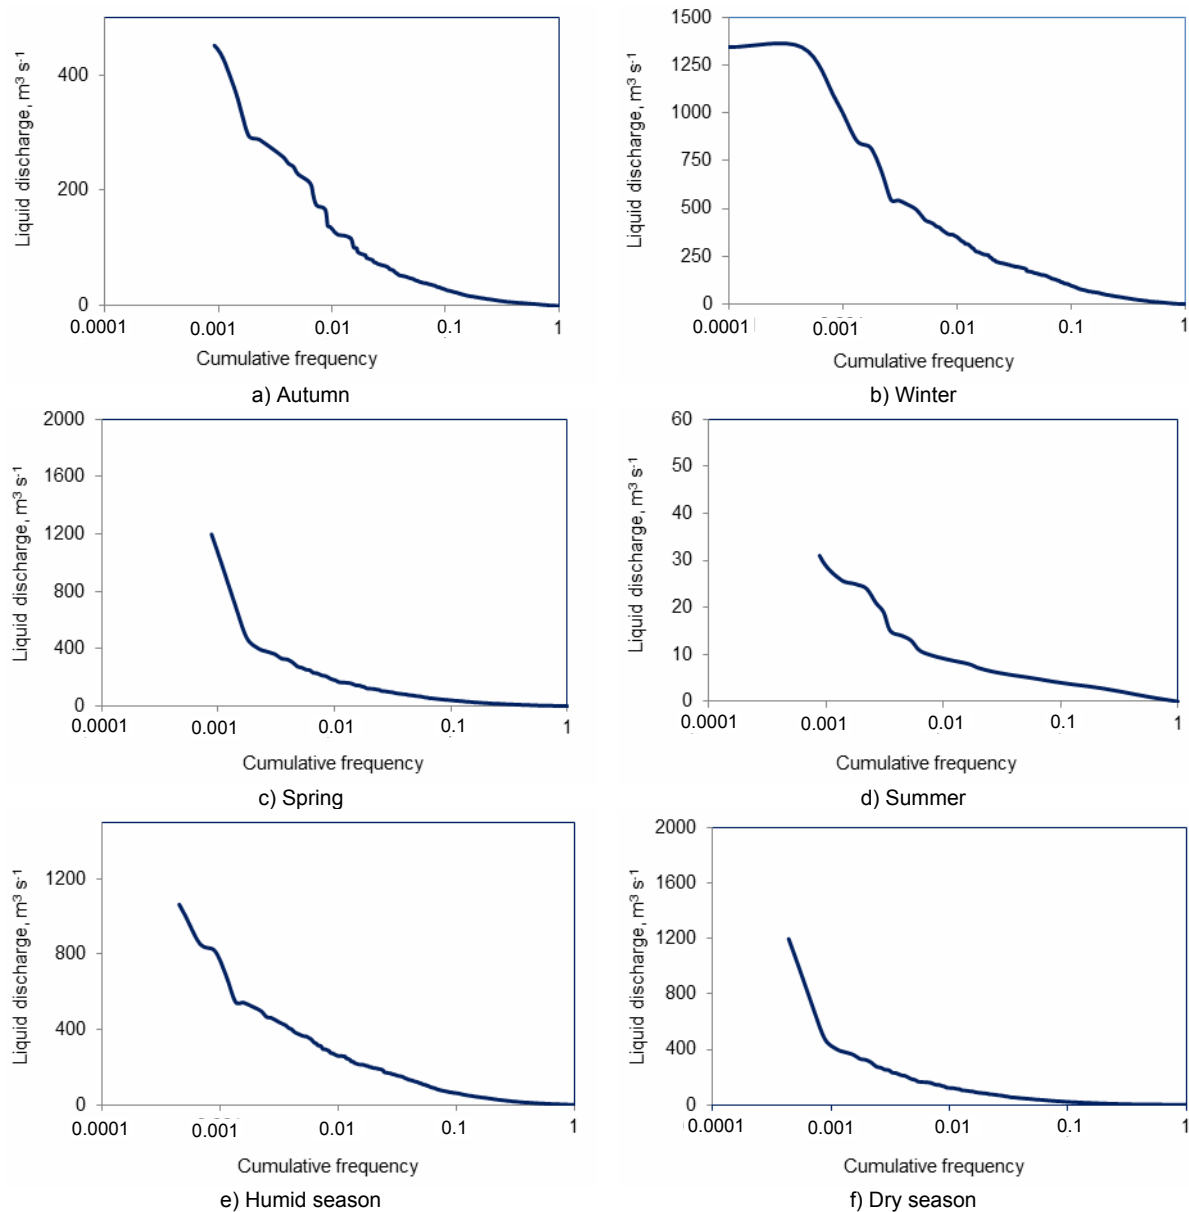 Liquid discharge, m³ s⁻¹
400
200
0
0.0001 0.001 0.01 0.1 1
Cumulative frequency
a) Autumn
Liquid discharge, m³ s⁻¹
1500
1250
1000
750
500
250
0
0.0001 0.001 0.01 0.1 1
Cumulative frequency
b) Winter
Liquid discharge, m³ s⁻¹
2000
1600
1200
800
400
0
0.0001 0.001 0.01 0.1 1
Cumulative frequency
c) Spring
Liquid discharge, m³ s⁻¹
60
50
40
30
20
10
0
0.0001 0.001 0.01 0.1 1
Cumulative frequency
d) Summer
Liquid discharge, m³ s⁻¹
1200
800
400
0
0.0001 0.001 0.01 0.1 1
Cumulative frequency
e) Humid season
Liquid discharge, m³ s⁻¹
2000
1600
1200
800
400
0
0.0001 0.001 0.01 0.1 1
Cumulative frequency
f) Dry season